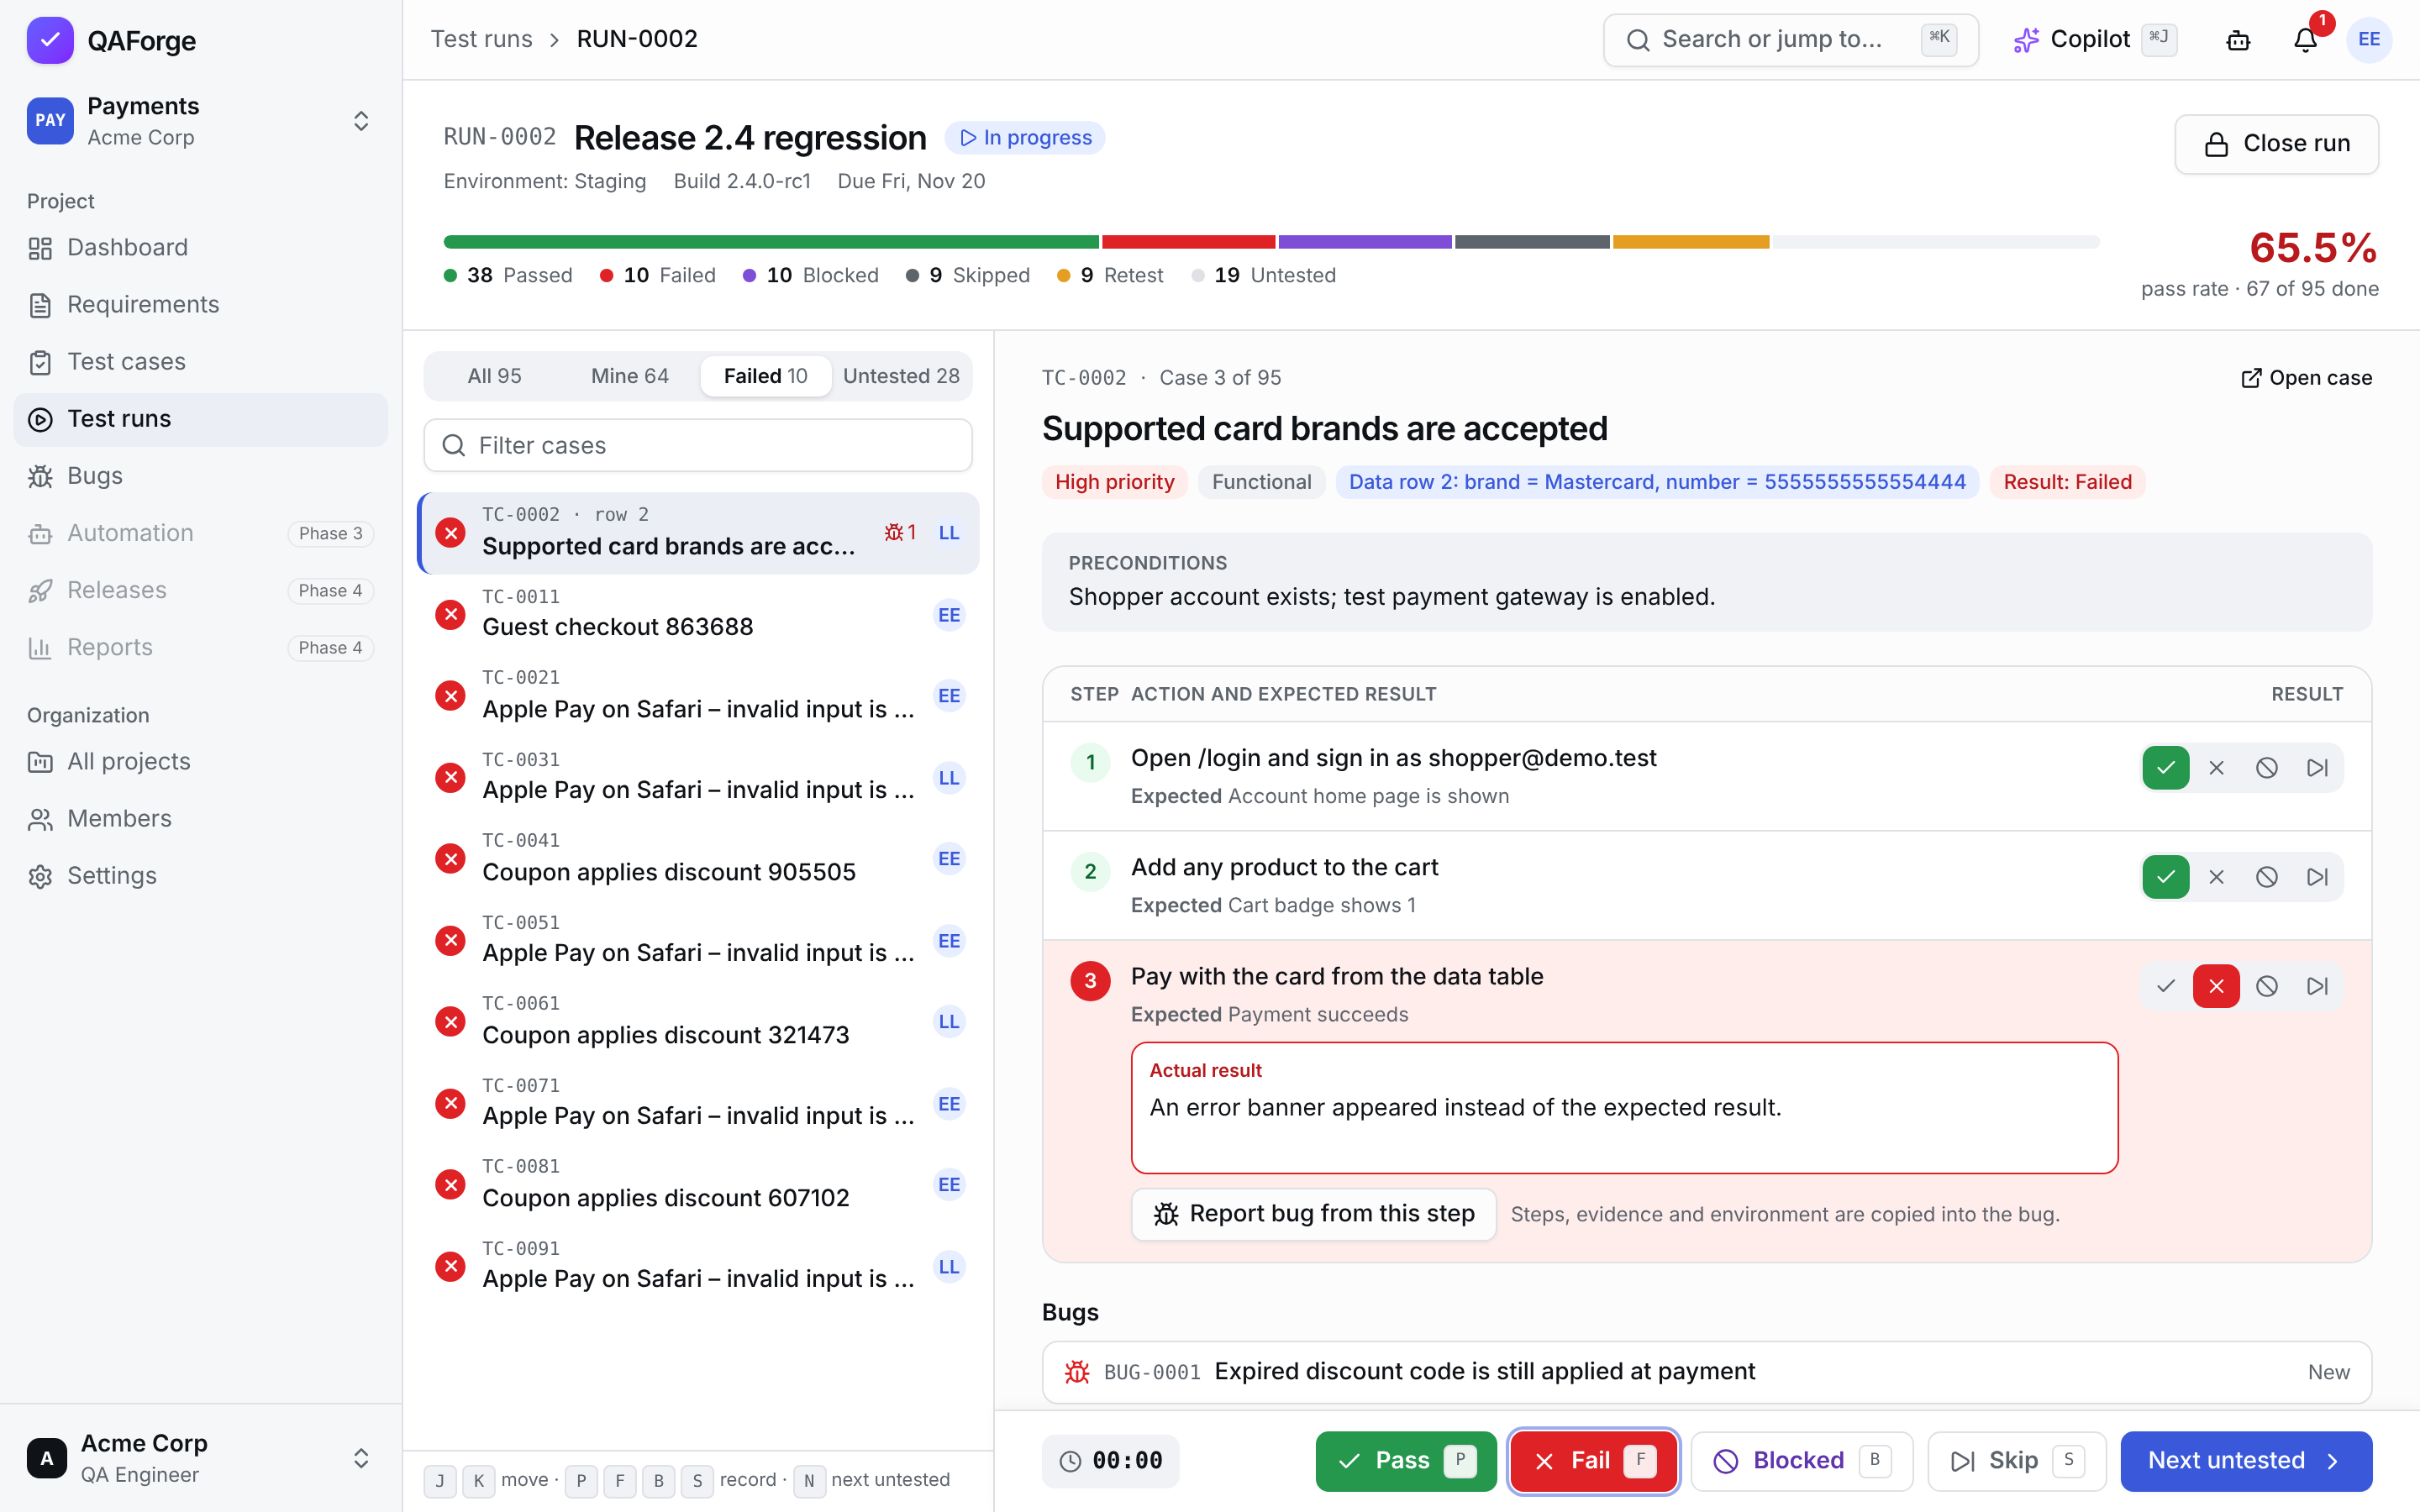 QAForge
PAY
Payments
Acme Corp
Project
Dashboard
Requirements
Test cases
Test runs
Bugs
Automation Phase 3
Releases Phase 4
Reports Phase 4
Organization
All projects
Members
Settings
A
Acme Corp
QA Engineer
Test runs > RUN-0002
Search or jump to... ⌘K
Copilot ⌘J
1
EE
RUN-0002 Release 2.4 regression In progress
Close run
Environment: Staging Build 2.4.0-rc1 Due Fri, Nov 20
38 Passed 10 Failed 10 Blocked 9 Skipped 9 Retest 19 Untested
65.5%
pass rate · 67 of 95 done
All 95 Mine 64 Failed 10 Untested 28
Filter cases
TC-0002 · row 2
Supported card brands are acc... 1 LL
TC-0011
Guest checkout 863688 EE
TC-0021
Apple Pay on Safari – invalid input is ... EE
TC-0031
Apple Pay on Safari – invalid input is ... LL
TC-0041
Coupon applies discount 905505 EE
TC-0051
Apple Pay on Safari – invalid input is ... EE
TC-0061
Coupon applies discount 321473 LL
TC-0071
Apple Pay on Safari – invalid input is ... EE
TC-0081
Coupon applies discount 607102 EE
TC-0091
Apple Pay on Safari – invalid input is ... LL
J K move · P F B S record · N next untested
TC-0002 · Case 3 of 95
Open case
Supported card brands are accepted
High priority Functional Data row 2: brand = Mastercard, number = 5555555555554444 Result: Failed
PRECONDITIONS
Shopper account exists; test payment gateway is enabled.
STEP ACTION AND EXPECTED RESULT RESULT
1 Open /login and sign in as shopper@demo.test
Expected Account home page is shown
2 Add any product to the cart
Expected Cart badge shows 1
3 Pay with the card from the data table
Expected Payment succeeds
Actual result
An error banner appeared instead of the expected result.
Report bug from this step Steps, evidence and environment are copied into the bug.
Bugs
BUG-0001 Expired discount code is still applied at payment New
00:00 Pass P Fail F Blocked B Skip S Next untested